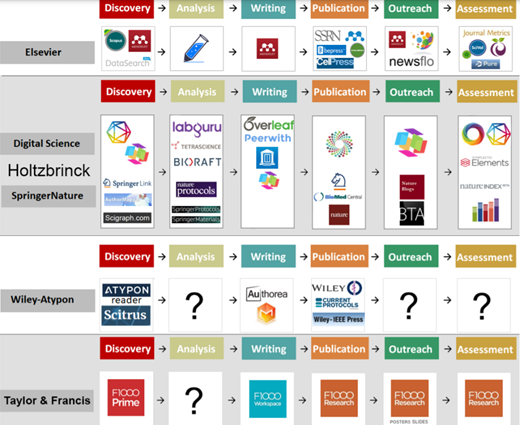 Discovery Analysis Writing Publication Outreach Assessment
Elsevier
Scopus
DataSearch
SSRN
bepress
CellPress
newsflo
Journal Metrics
SciVal
Pure
Discovery Analysis Writing Publication Outreach Assessment
Digital Science
Holtzbrinck
SpringerNature
Springer Link
Scigraph.com
labguru
TETRASCIENCE
BIORAFT
nature protocols
SpringerProtocols
SpringerMaterials
Overleaf
Peerwith
BioMed Central
nature
Nature Blogs
BTA
Elements
nature INDEX
Discovery Analysis Writing Publication Outreach Assessment
Wiley-Atypon
ATYPON
reader
Scitrus
?
Authorea
WILEY
CURRENT PROTOCOLS
Wiley-IEEE Press
?
?
Discovery Analysis Writing Publication Outreach Assessment
Taylor & Francis
F1000 Prime
?
F1000 Workspace
F1000 Research
F1000 Research
POSTERS SLIDES
F1000 Research